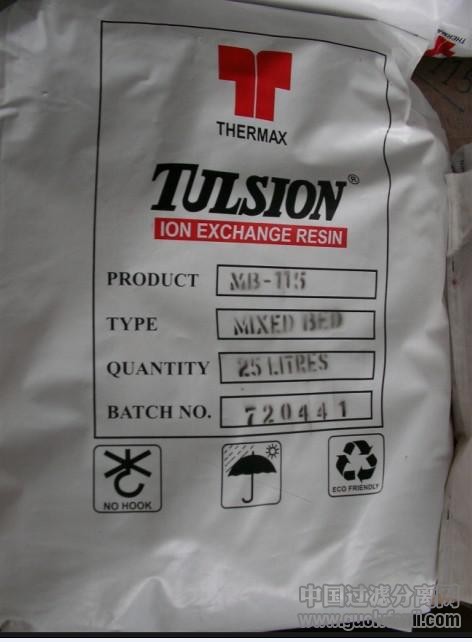 THERMAX
TULSION®
ION EXCHANGE RESIN
PRODUCT MB-115
TYPE MIXED BED
QUANTITY 25 LITRES
BATCH NO. 720441
NO HOOK
ECO FRIENDLY
THERMAX
中国过滤分离网